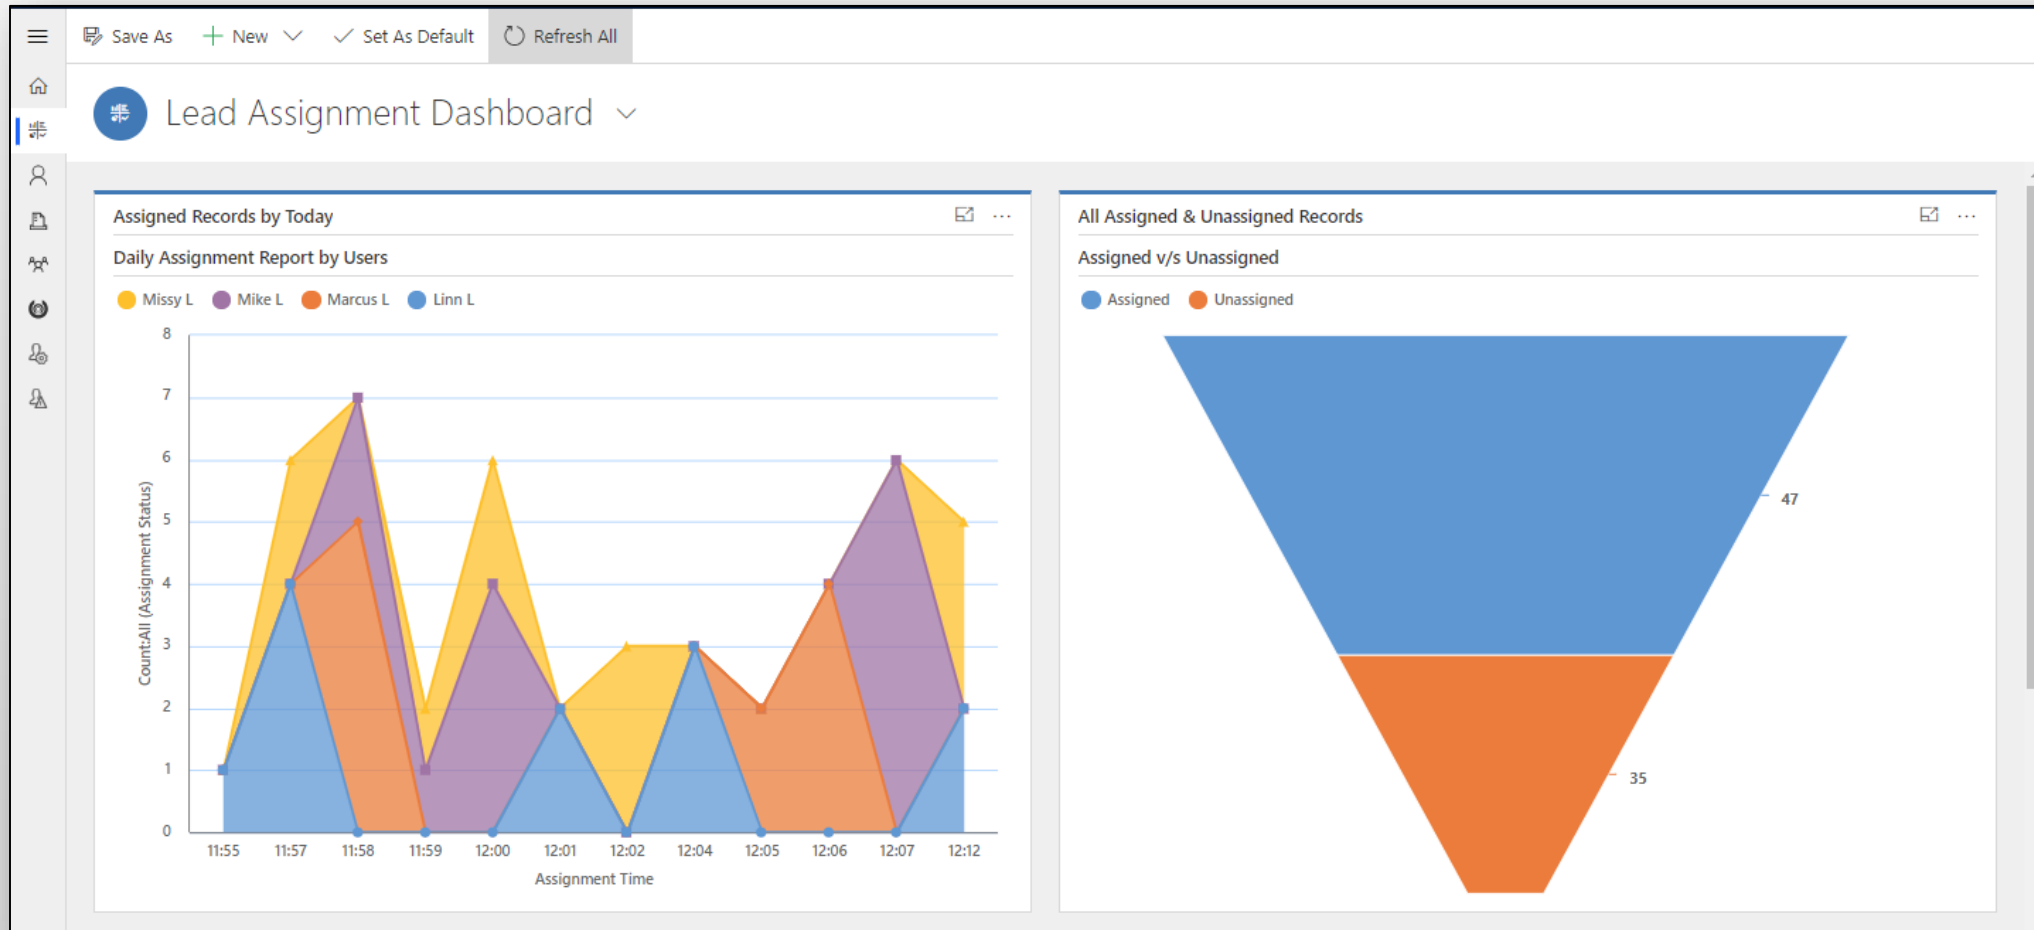 Save As New Set As Default Refresh All
Lead Assignment Dashboard
Assigned Records by Today
Daily Assignment Report by Users
Missy L Mike L Marcus L Linn L
8
7
6
5
4
3
2
1
0
Count:All (Assignment Status)
11:55 11:57 11:58 11:59 12:00 12:01 12:02 12:04 12:05 12:06 12:07 12:12
Assignment Time
All Assigned & Unassigned Records
Assigned v/s Unassigned
Assigned Unassigned
47
35